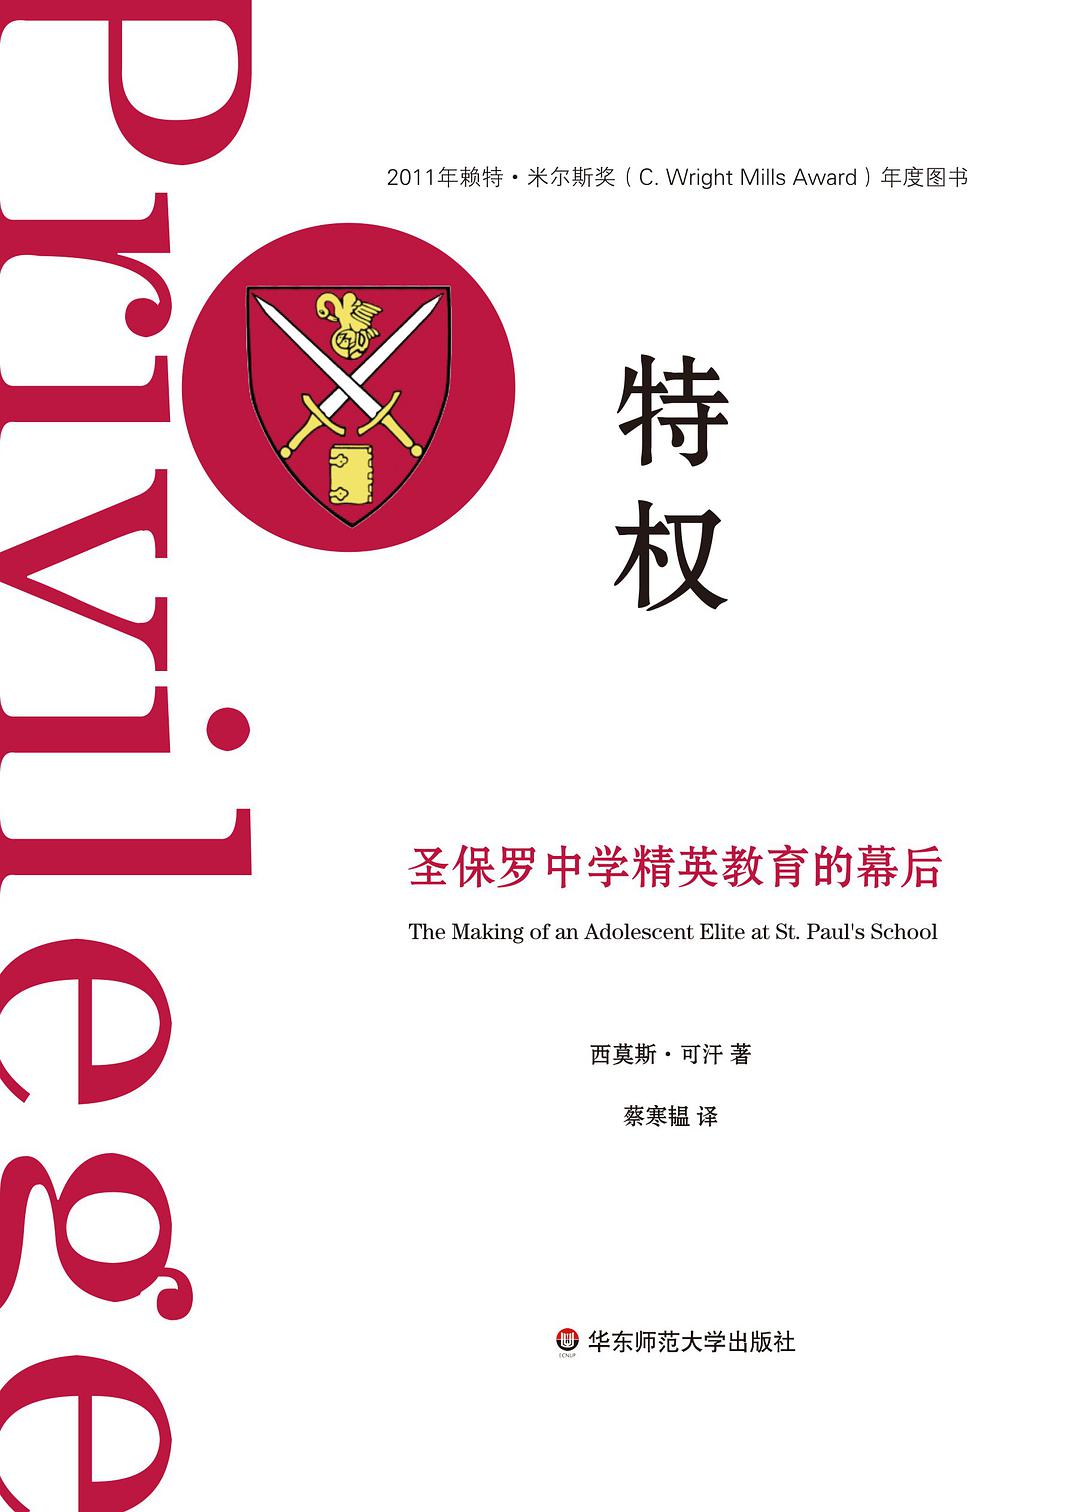 Privilege
2011年赖特·米尔斯奖（C. Wright Mills Award）年度图书
特
权
圣保罗中学精英教育的幕后
The Making of an Adolescent Elite at St. Paul's School
西莫斯·可汗 著
蔡寒韫 译
华东师范大学出版社
ECNUP